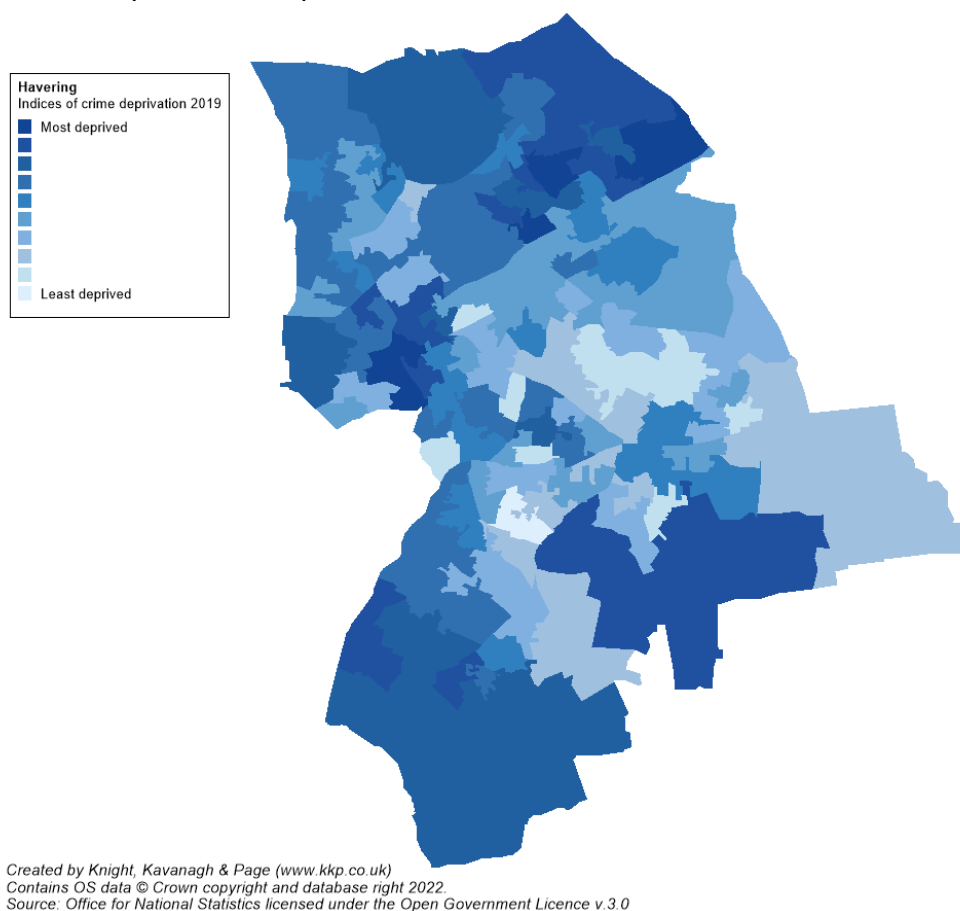 Havering
Indices of crime deprivation 2019
Most deprived
Least deprived
Created by Knight, Kavanagh & Page (www.kkp.co.uk)
Contains OS data © Crown copyright and database right 2022.
Source: Office for National Statistics licensed under the Open Government Licence v.3.0